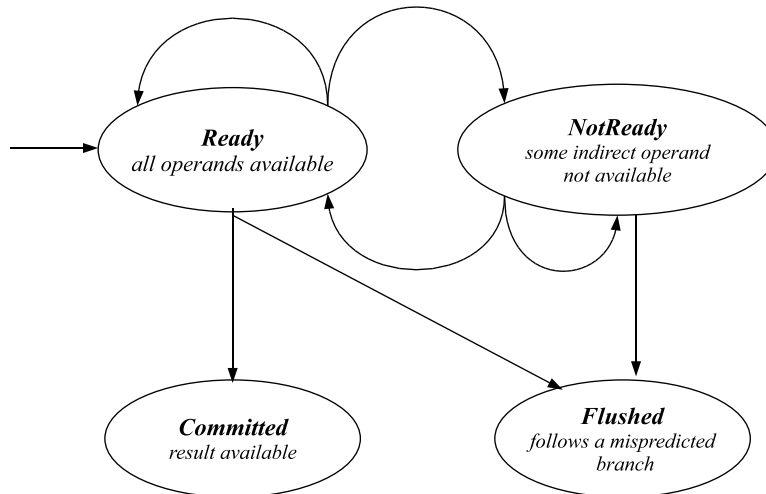 Ready
all operands available
NotReady
some indirect operand
not available
Committed
result available
Flushed
follows a mispredicted
branch